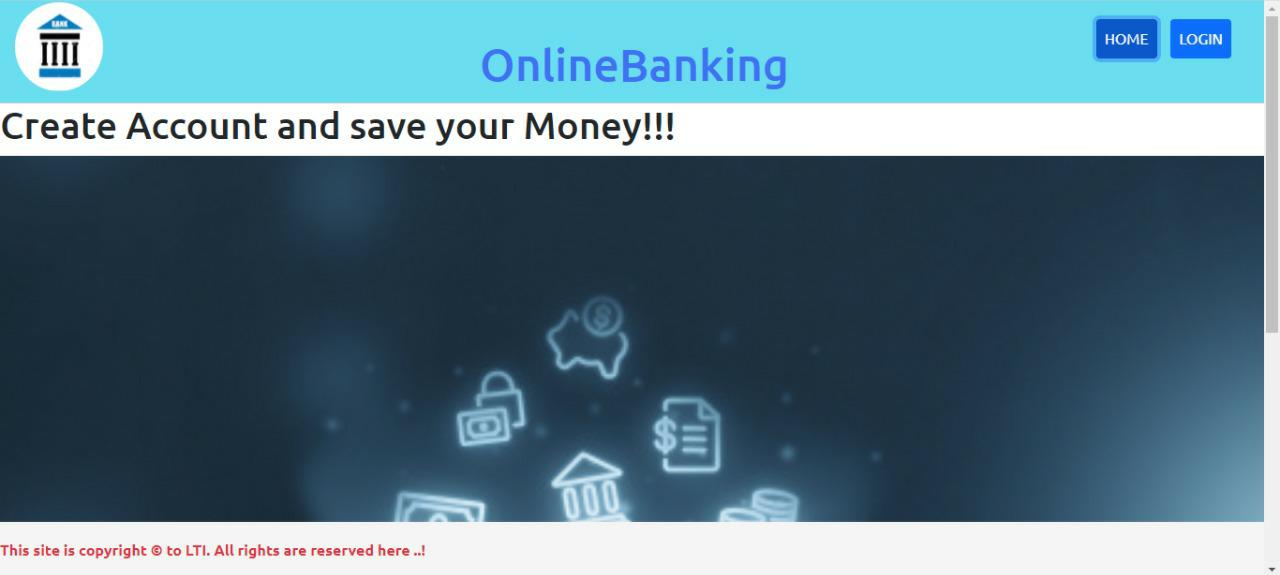 BANK
HOME
LOGIN
OnlineBanking
Create Account and save your Money!!!
$
$
This site is copyright © to LTI. All rights are reserved here ..!